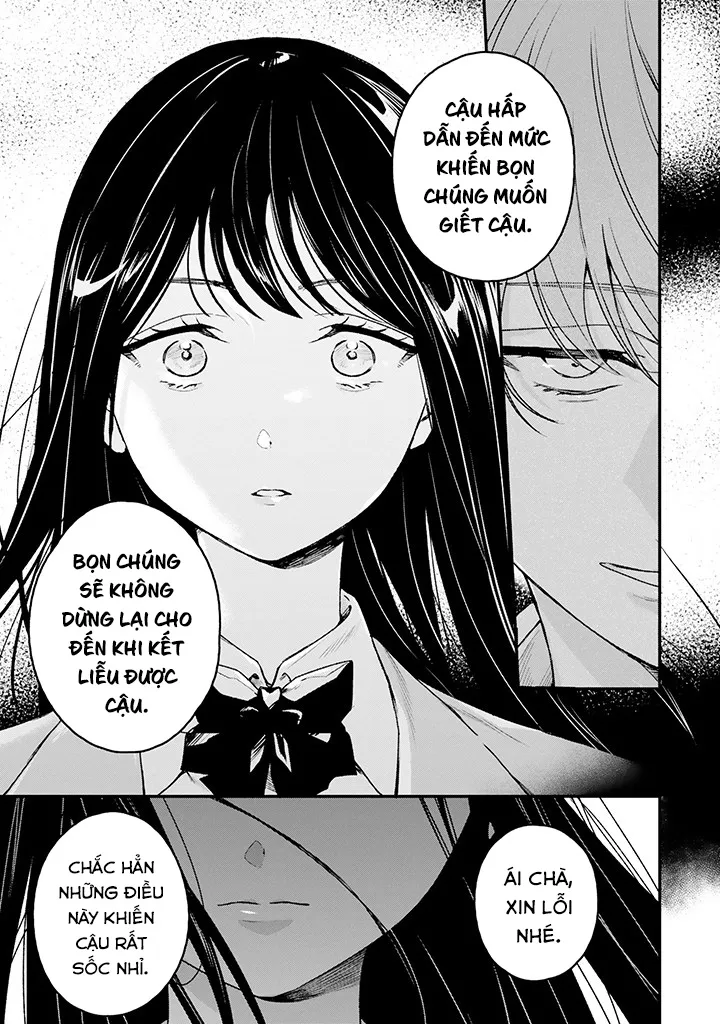 CẬU HẤP
DẪN ĐẾN MỨC
KHIẾN BỌN
CHÚNG MUỐN
GIẾT CẬU.
BỌN CHÚNG
SẼ KHÔNG
DỪNG LẠI CHO
ĐẾN KHI KẾT
LIỄU ĐƯỢC
CẬU.
ÁI CHÀ,
XIN LỖI
NHÉ.
CHẮC HẲN
NHỮNG ĐIỀU
NÀY KHIẾN
CẬU RẤT
SỐC NHỈ.